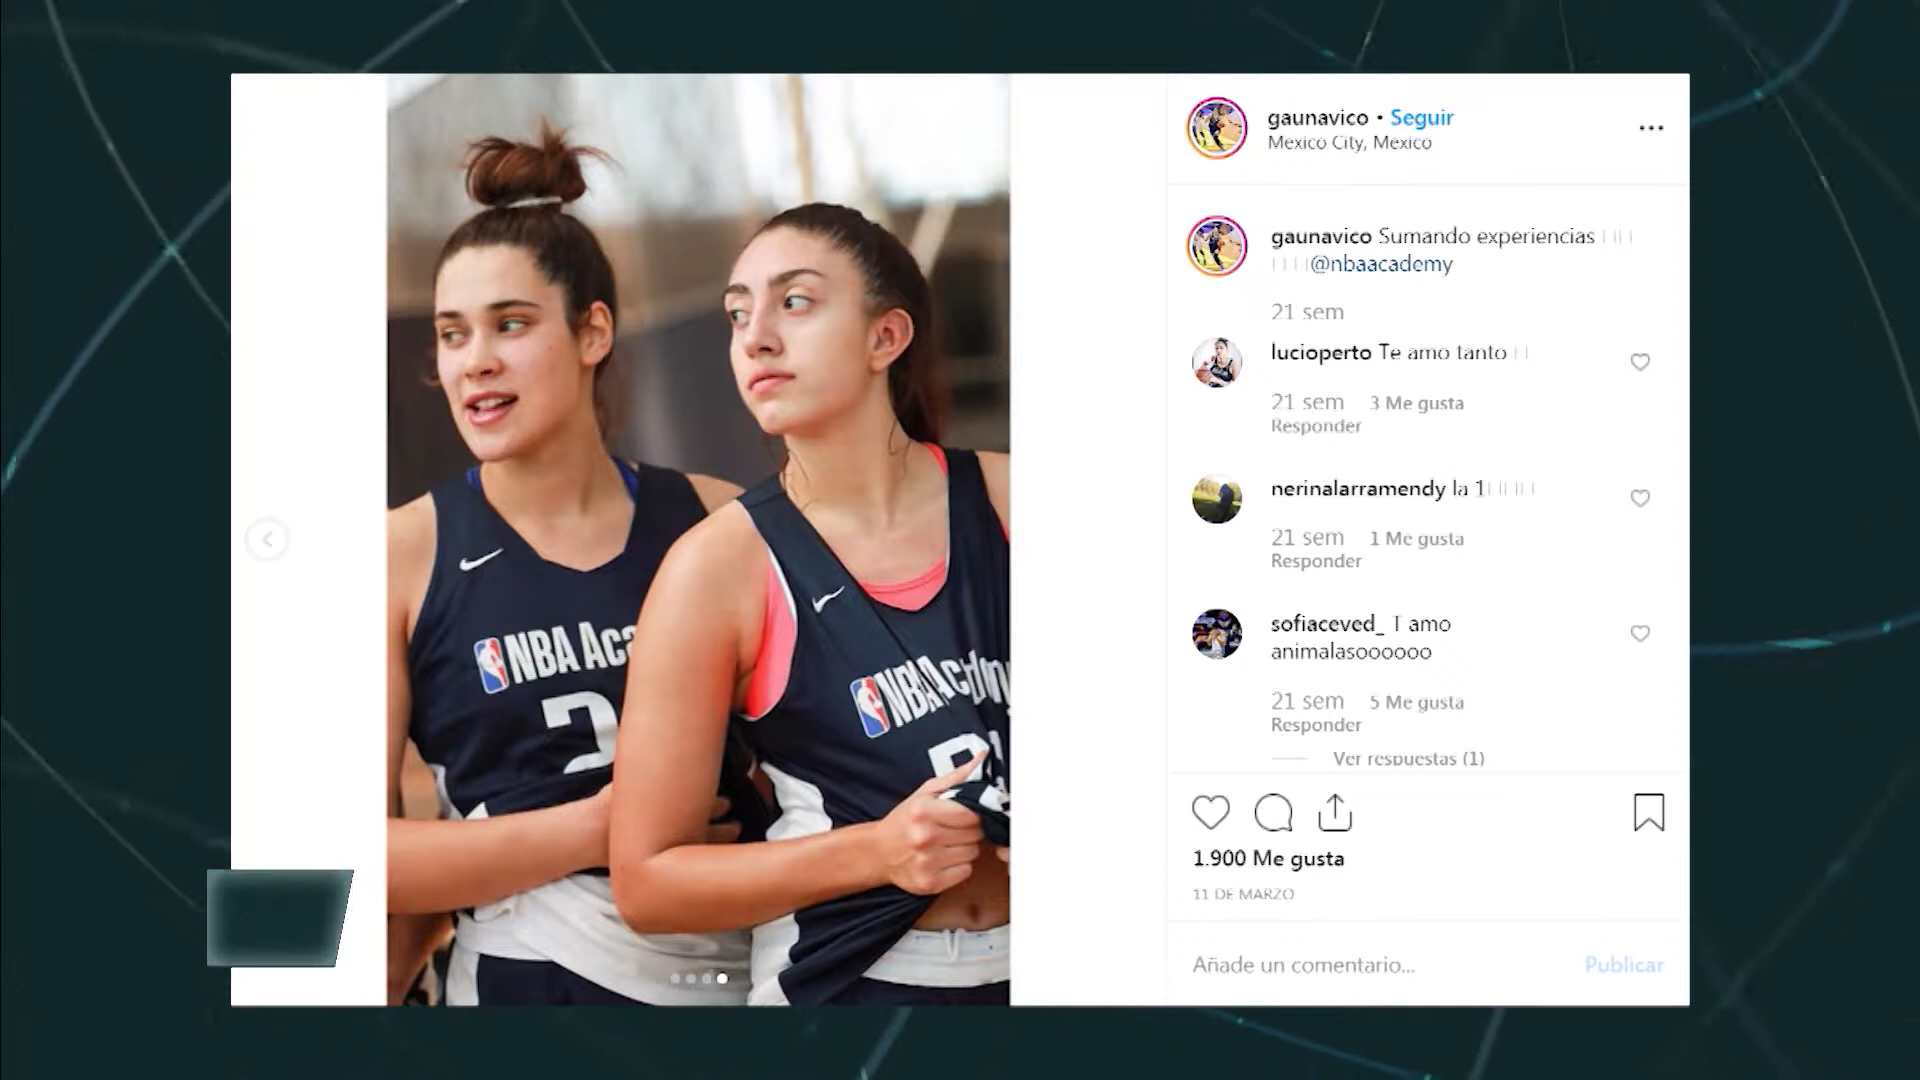 NBA Aca
2
NBA Academy
gaunavico • Seguir
Mexico City, Mexico
gaunavico Sumando experiencias
@nbaacademy
21 sem
lucioperto Te amo tanto
21 sem 3 Me gusta
Responder
nerinalarramendy la 1
21 sem 1 Me gusta
Responder
sofiaceved_ T amo
animalasoooooo
21 sem 5 Me gusta
Responder
Ver respuestas (1)
1.900 Me gusta
11 DE MARZO
Añade un comentario...
Publicar